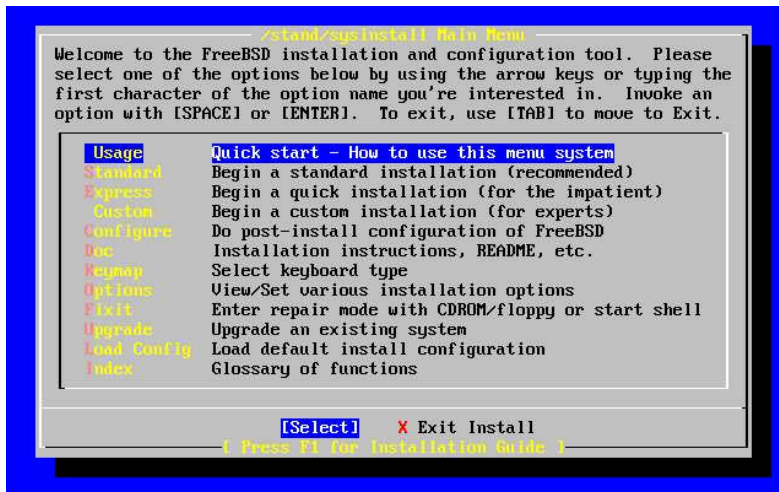 /stand/sysinstall Main Menu
Welcome to the FreeBSD installation and configuration tool.  Please
select one of the options below by using the arrow keys or typing the
first character of the option name you're interested in.  Invoke an
option with [SPACE] or [ENTER].  To exit, use [TAB] to move to Exit.
Usage Quick start - How to use this menu system
Standard Begin a standard installation (recommended)
Express Begin a quick installation (for the impatient)
Custom Begin a custom installation (for experts)
Configure Do post-install configuration of FreeBSD
Doc Installation instructions, README, etc.
Keymap Select keyboard type
Options View/Set various installation options
Fixit Enter repair mode with CDROM/floppy or start shell
Upgrade Upgrade an existing system
Load Config Load default install configuration
Index Glossary of functions
[Select] X Exit Install
[ Press F1 for Installation Guide ]